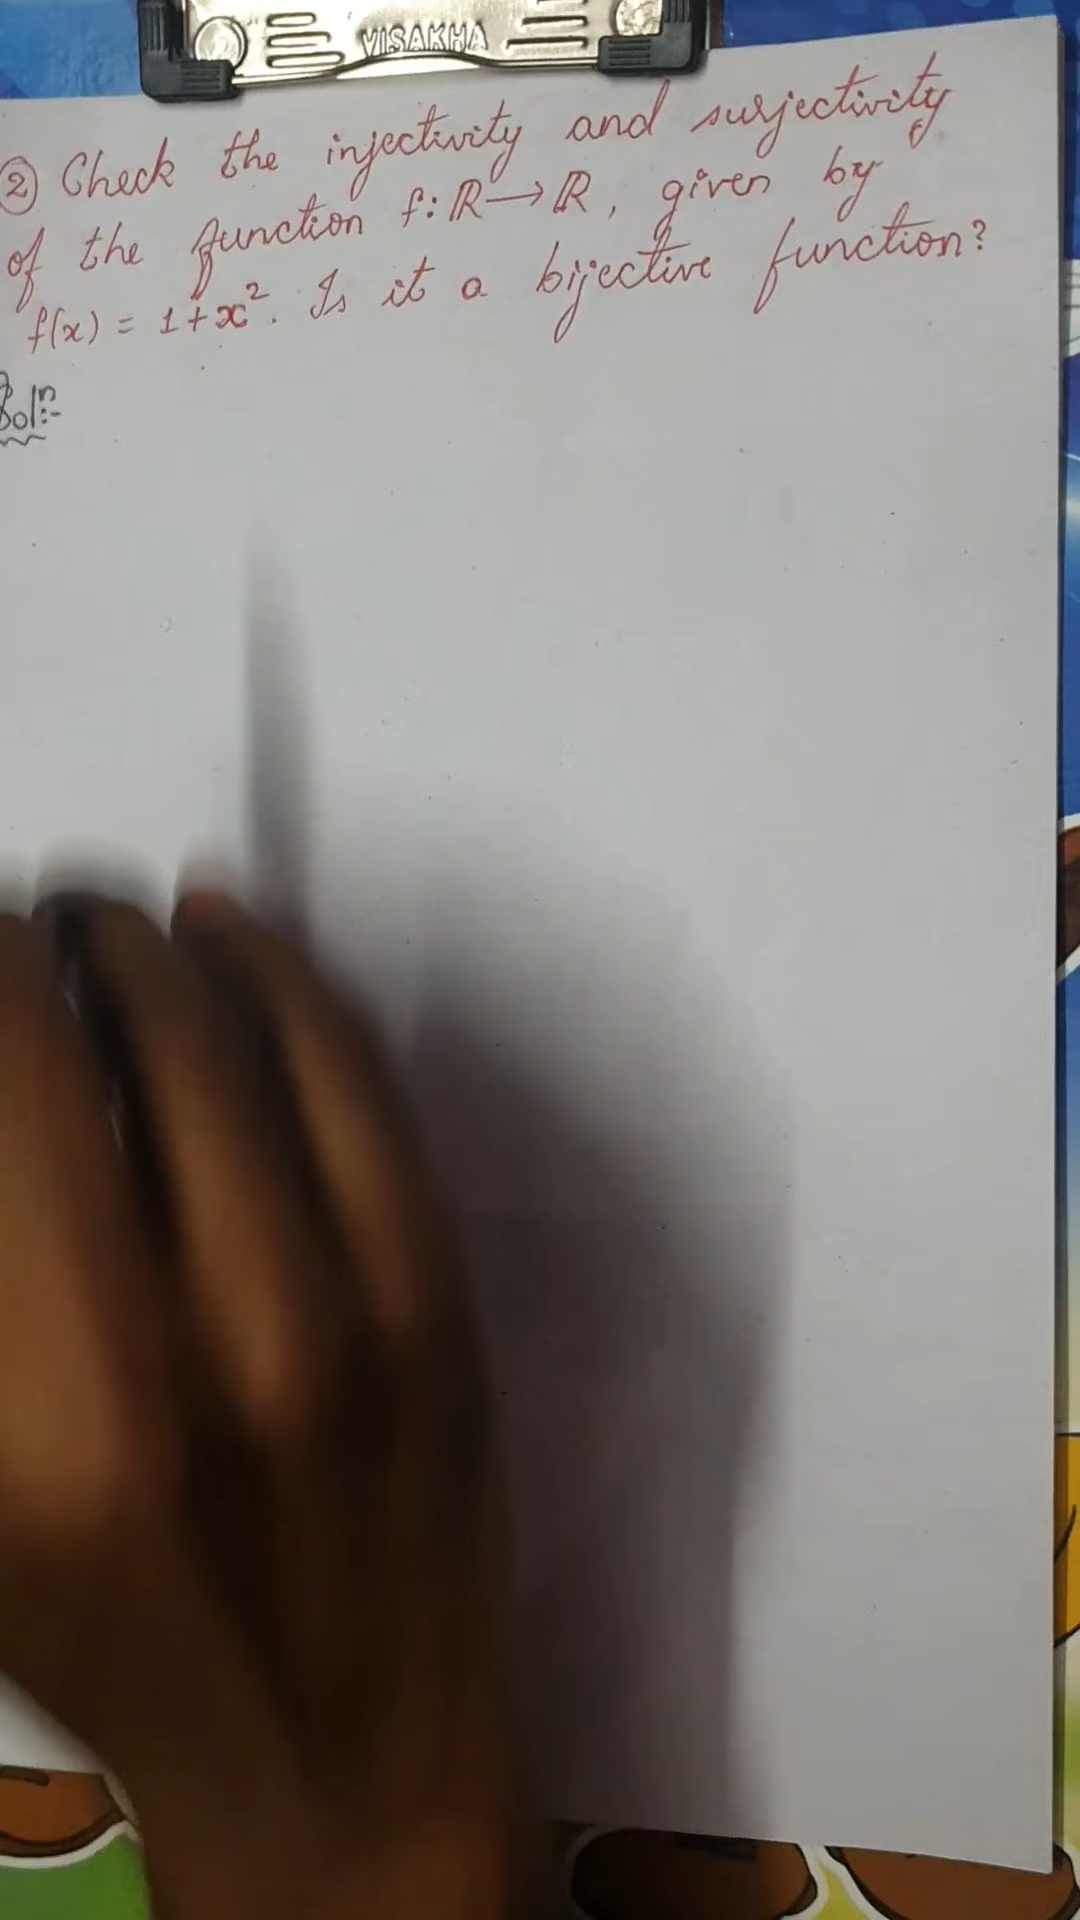 VISAKHA
② Check the injectivity and surjectivity
of the function f: ℝ→ℝ, given by
f(x) = 1+x². Is it a bijective function?
Solⁿ:-